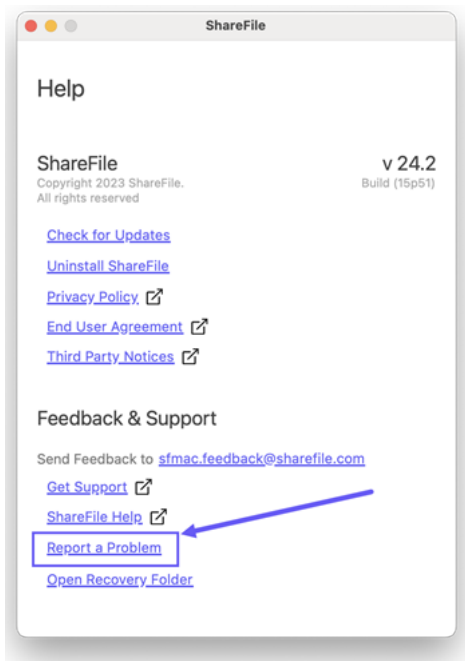 ShareFile
Help
ShareFile
v 24.2
Copyright 2023 ShareFile.
Build (15p51)
All rights reserved
Check for Updates
Uninstall ShareFile
Privacy Policy
End User Agreement
Third Party Notices
Feedback & Support
Send Feedback to sfmac.feedback@sharefile.com
Get Support
ShareFile Help
Report a Problem
Open Recovery Folder